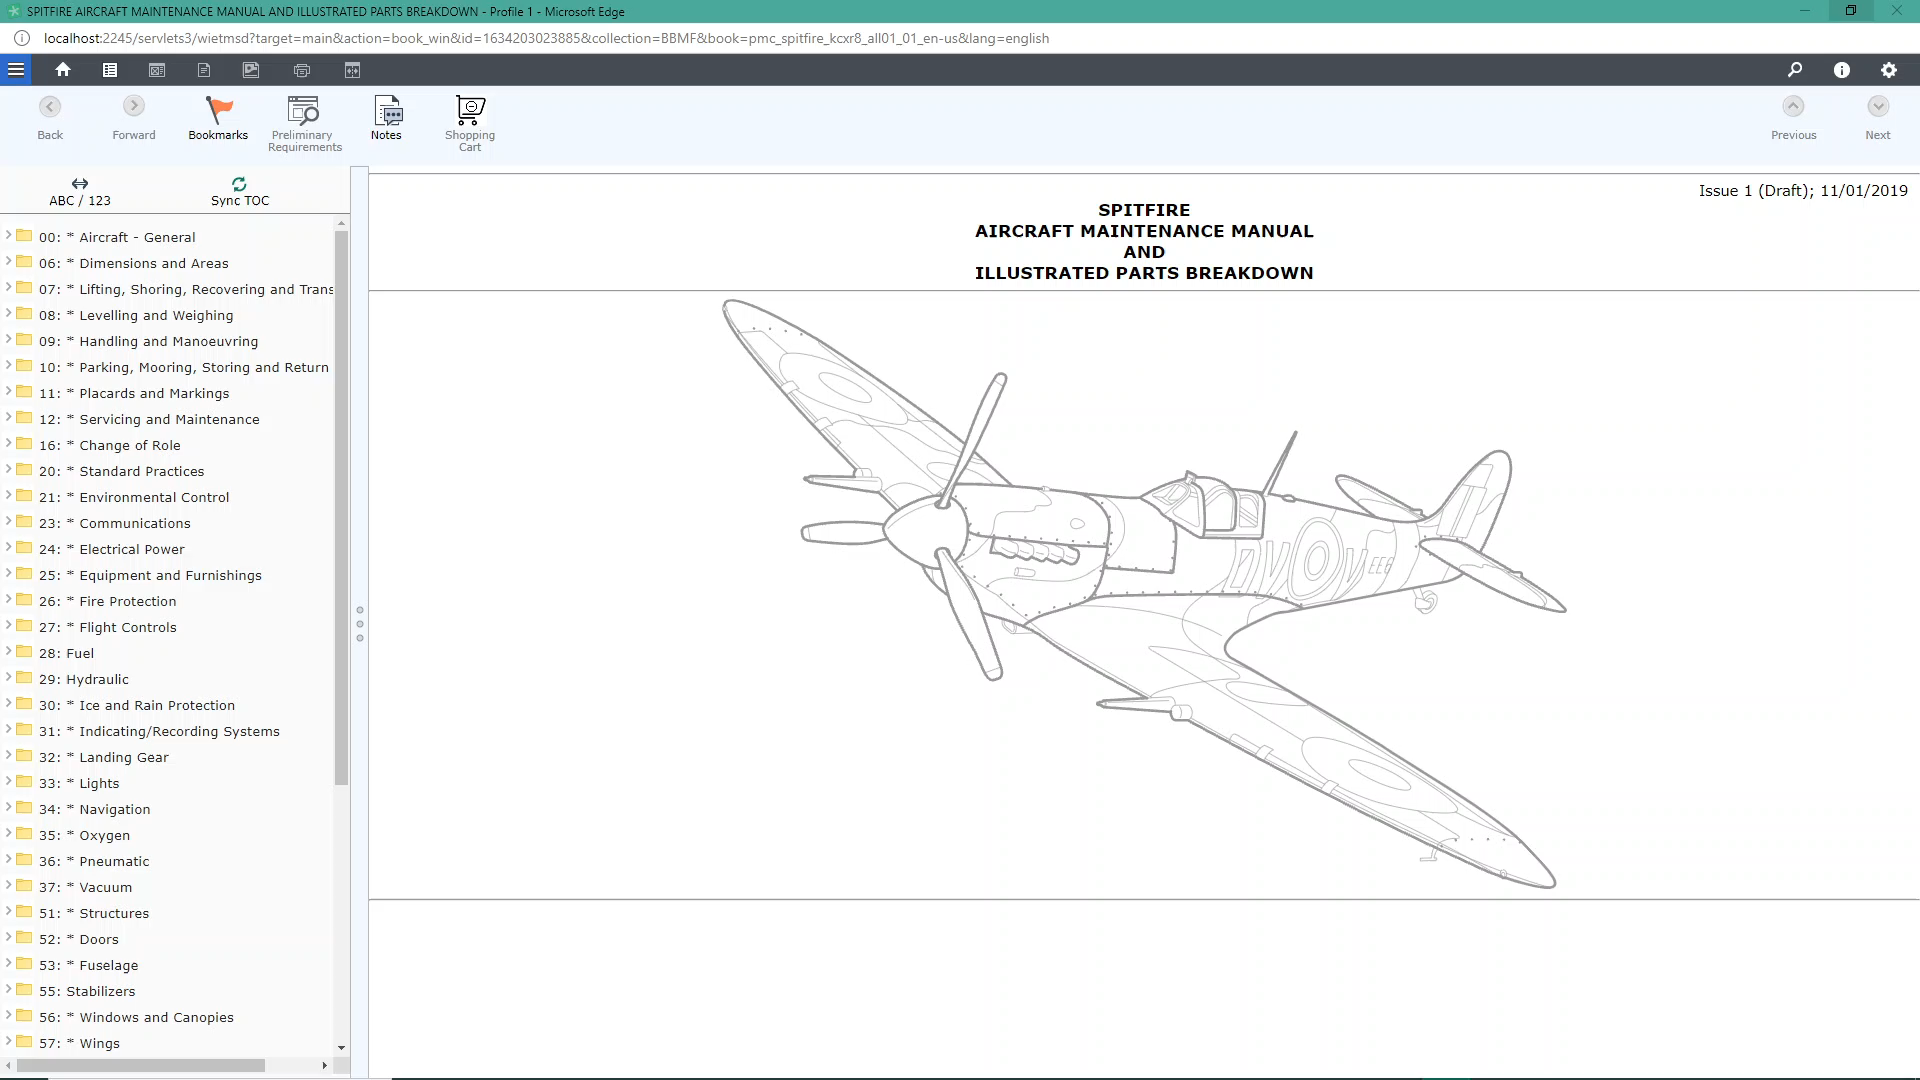 SPITFIRE AIRCRAFT MAINTENANCE MANUAL AND ILLUSTRATED PARTS BREAKDOWN - Profile 1 - Microsoft Edge
localhost:2245/servlets3/wietmsd?target=main&action=book_win&id=1634203023885&collection=BBMF&book=pmc_spitfire_kcxr8_all01_01_en-us&lang=english
Back
Forward
Bookmarks
Preliminary
Requirements
Notes
Shopping
Cart
Previous
Next
ABC / 123
Sync TOC
00: * Aircraft - General
06: * Dimensions and Areas
07: * Lifting, Shoring, Recovering and Trans
08: * Levelling and Weighing
09: * Handling and Manoeuvring
10: * Parking, Mooring, Storing and Return
11: * Placards and Markings
12: * Servicing and Maintenance
16: * Change of Role
20: * Standard Practices
21: * Environmental Control
23: * Communications
24: * Electrical Power
25: * Equipment and Furnishings
26: * Fire Protection
27: * Flight Controls
28: Fuel
29: Hydraulic
30: * Ice and Rain Protection
31: * Indicating/Recording Systems
32: * Landing Gear
33: * Lights
34: * Navigation
35: * Oxygen
36: * Pneumatic
37: * Vacuum
51: * Structures
52: * Doors
53: * Fuselage
55: Stabilizers
56: * Windows and Canopies
57: * Wings
Issue 1 (Draft); 11/01/2019
SPITFIRE
AIRCRAFT MAINTENANCE MANUAL
AND
ILLUSTRATED PARTS BREAKDOWN